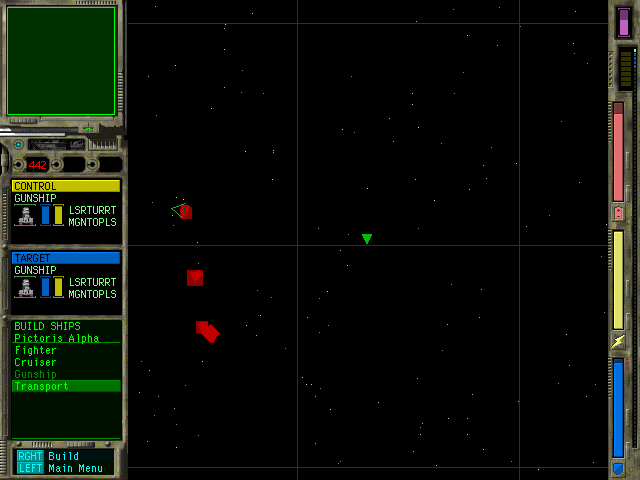 442
CONTROL
GUNSHIP
LSRTURRT
MGNTOPLS
TARGET
GUNSHIP
LSRTURRT
MGNTOPLS
BUILD SHIPS
Pictoris Alpha
Fighter
Cruiser
Gunship
Transport
RGHT Build
LEFT Main Menu